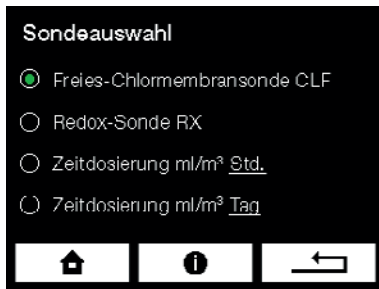 Sondeauswahl
Freies-Chlormembransonde CLF
Redox-Sonde RX
Zeitdosierung ml/m³ Std.
Zeitdosierung ml/m³ Tag